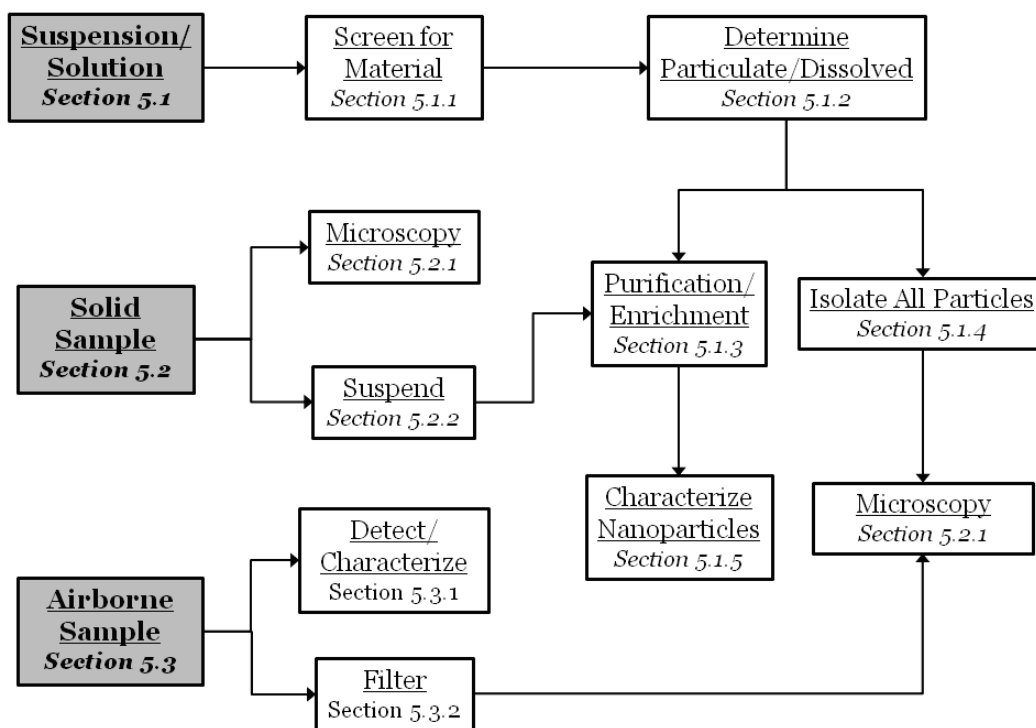 Suspension/
Solution
Section 5.1
Screen for
Material
Section 5.1.1
Determine
Particulate/Dissolved
Section 5.1.2
Microscopy
Section 5.2.1
Solid
Sample
Section 5.2
Suspend
Section 5.2.2
Purification/
Enrichment
Section 5.1.3
Isolate All Particles
Section 5.1.4
Characterize
Nanoparticles
Section 5.1.5
Microscopy
Section 5.2.1
Detect/
Characterize
Section 5.3.1
Airborne
Sample
Section 5.3
Filter
Section 5.3.2